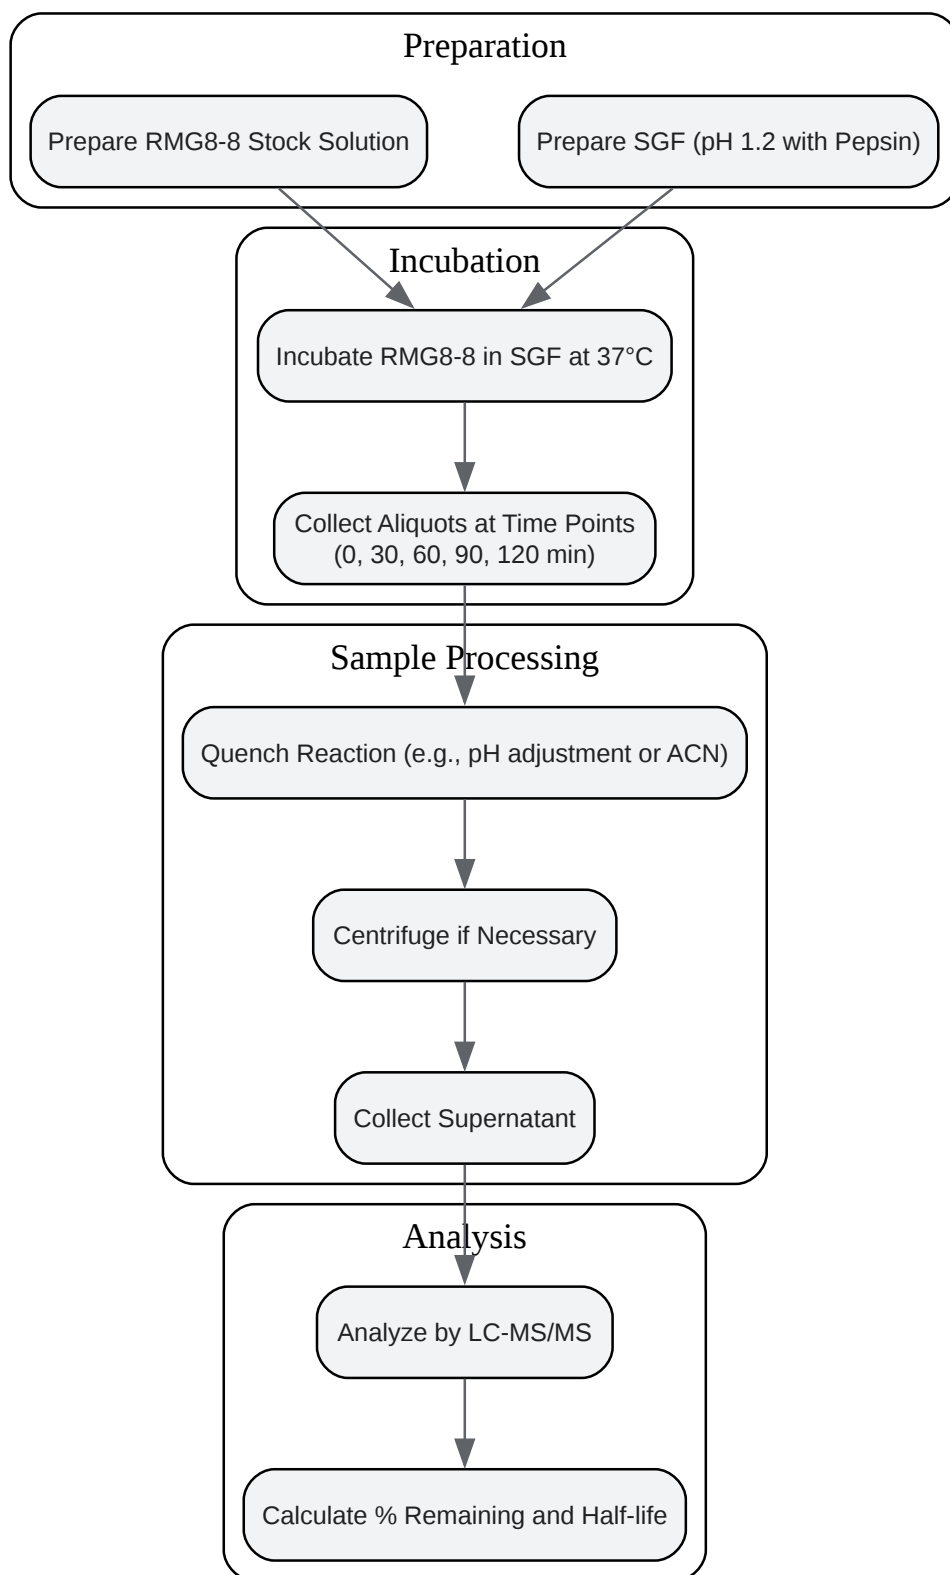 Preparation
Prepare RMG8-8 Stock Solution
Prepare SGF (pH 1.2 with Pepsin)
Incubation
Incubate RMG8-8 in SGF at 37°C
Collect Aliquots at Time Points
(0, 30, 60, 90, 120 min)
Sample Processing
Quench Reaction (e.g., pH adjustment or ACN)
Centrifuge if Necessary
Collect Supernatant
Analysis
Analyze by LC-MS/MS
Calculate % Remaining and Half-life